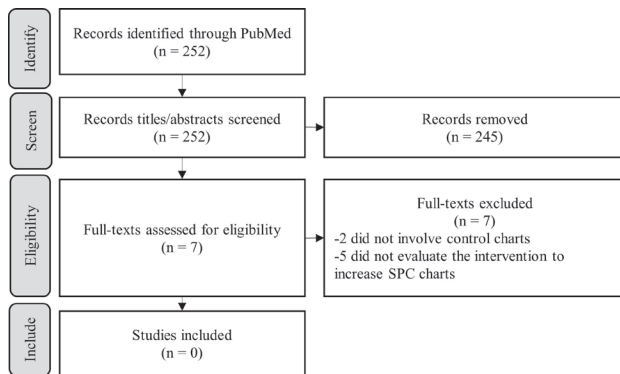 Identify
Records identified through PubMed
(n = 252)
Screen
Records titles/abstracts screened
(n = 252)
Records removed
(n = 245)
Eligibility
Full-texts assessed for eligibility
(n = 7)
Full-texts excluded
(n = 7)
-2 did not involve control charts
-5 did not evaluate the intervention to
increase SPC charts
Include
Studies included
(n = 0)